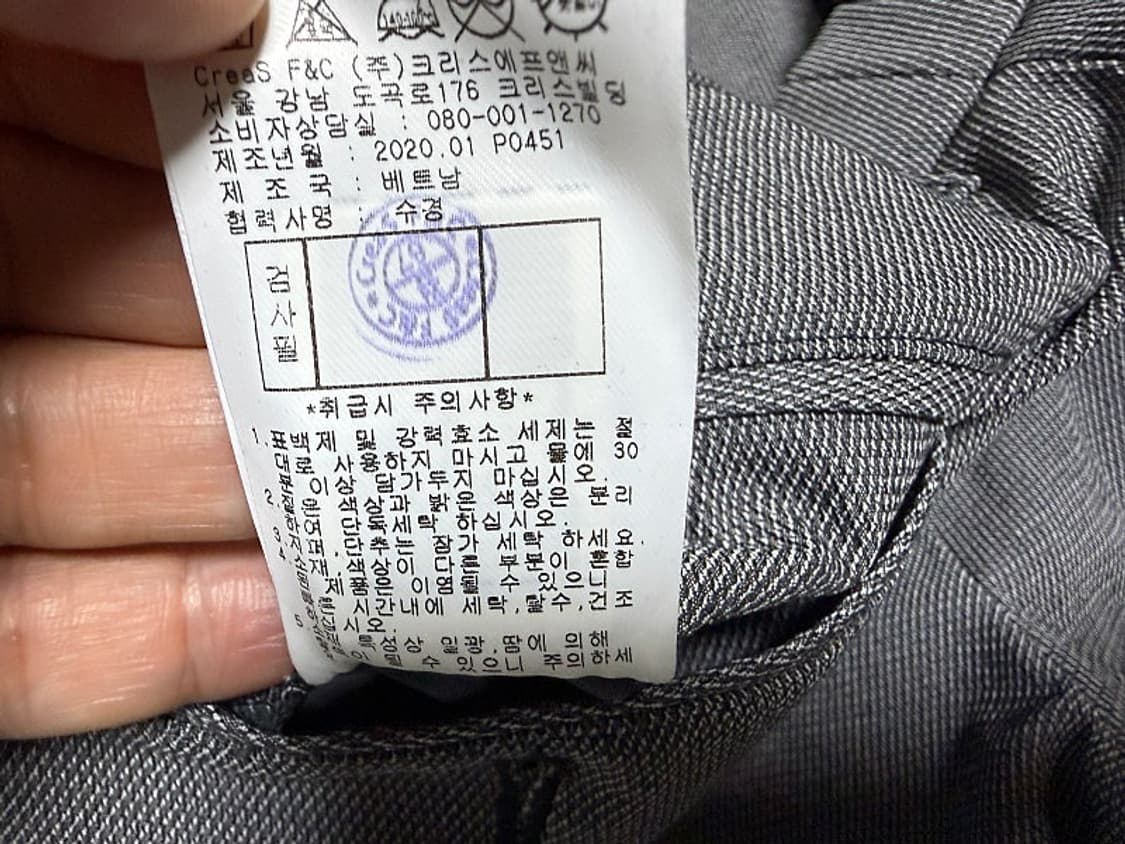 140-160℃
CreaS F&C (주)크리스에프앤씨
서울 강남 도곡로176 크리스빌딩
소비자상담실 : 080-001-1270
제조년월 : 2020.01 P0451
제 조 국 : 베트남
협력사명 : 수경
검사필
*취급시 주의사항*
1.표백제 및 강력효소 세제는 절
대로 사용하지 마시고 물에 30
분이상 담가두지 마십시오.
2. 짙은 색상과 밝은 색상은 분리
하여 단독세탁 하십시오.
3. 지퍼,단추는 잠가 세탁 하세요.
4. 소재,색상이 다른 부분이 혼합
제품은 이염될 수 있으니
짧은 시간내에 세탁,탈수,건조
하십시오.
5. 특성상 일광,땀에 의해
수 있으니 주의하세